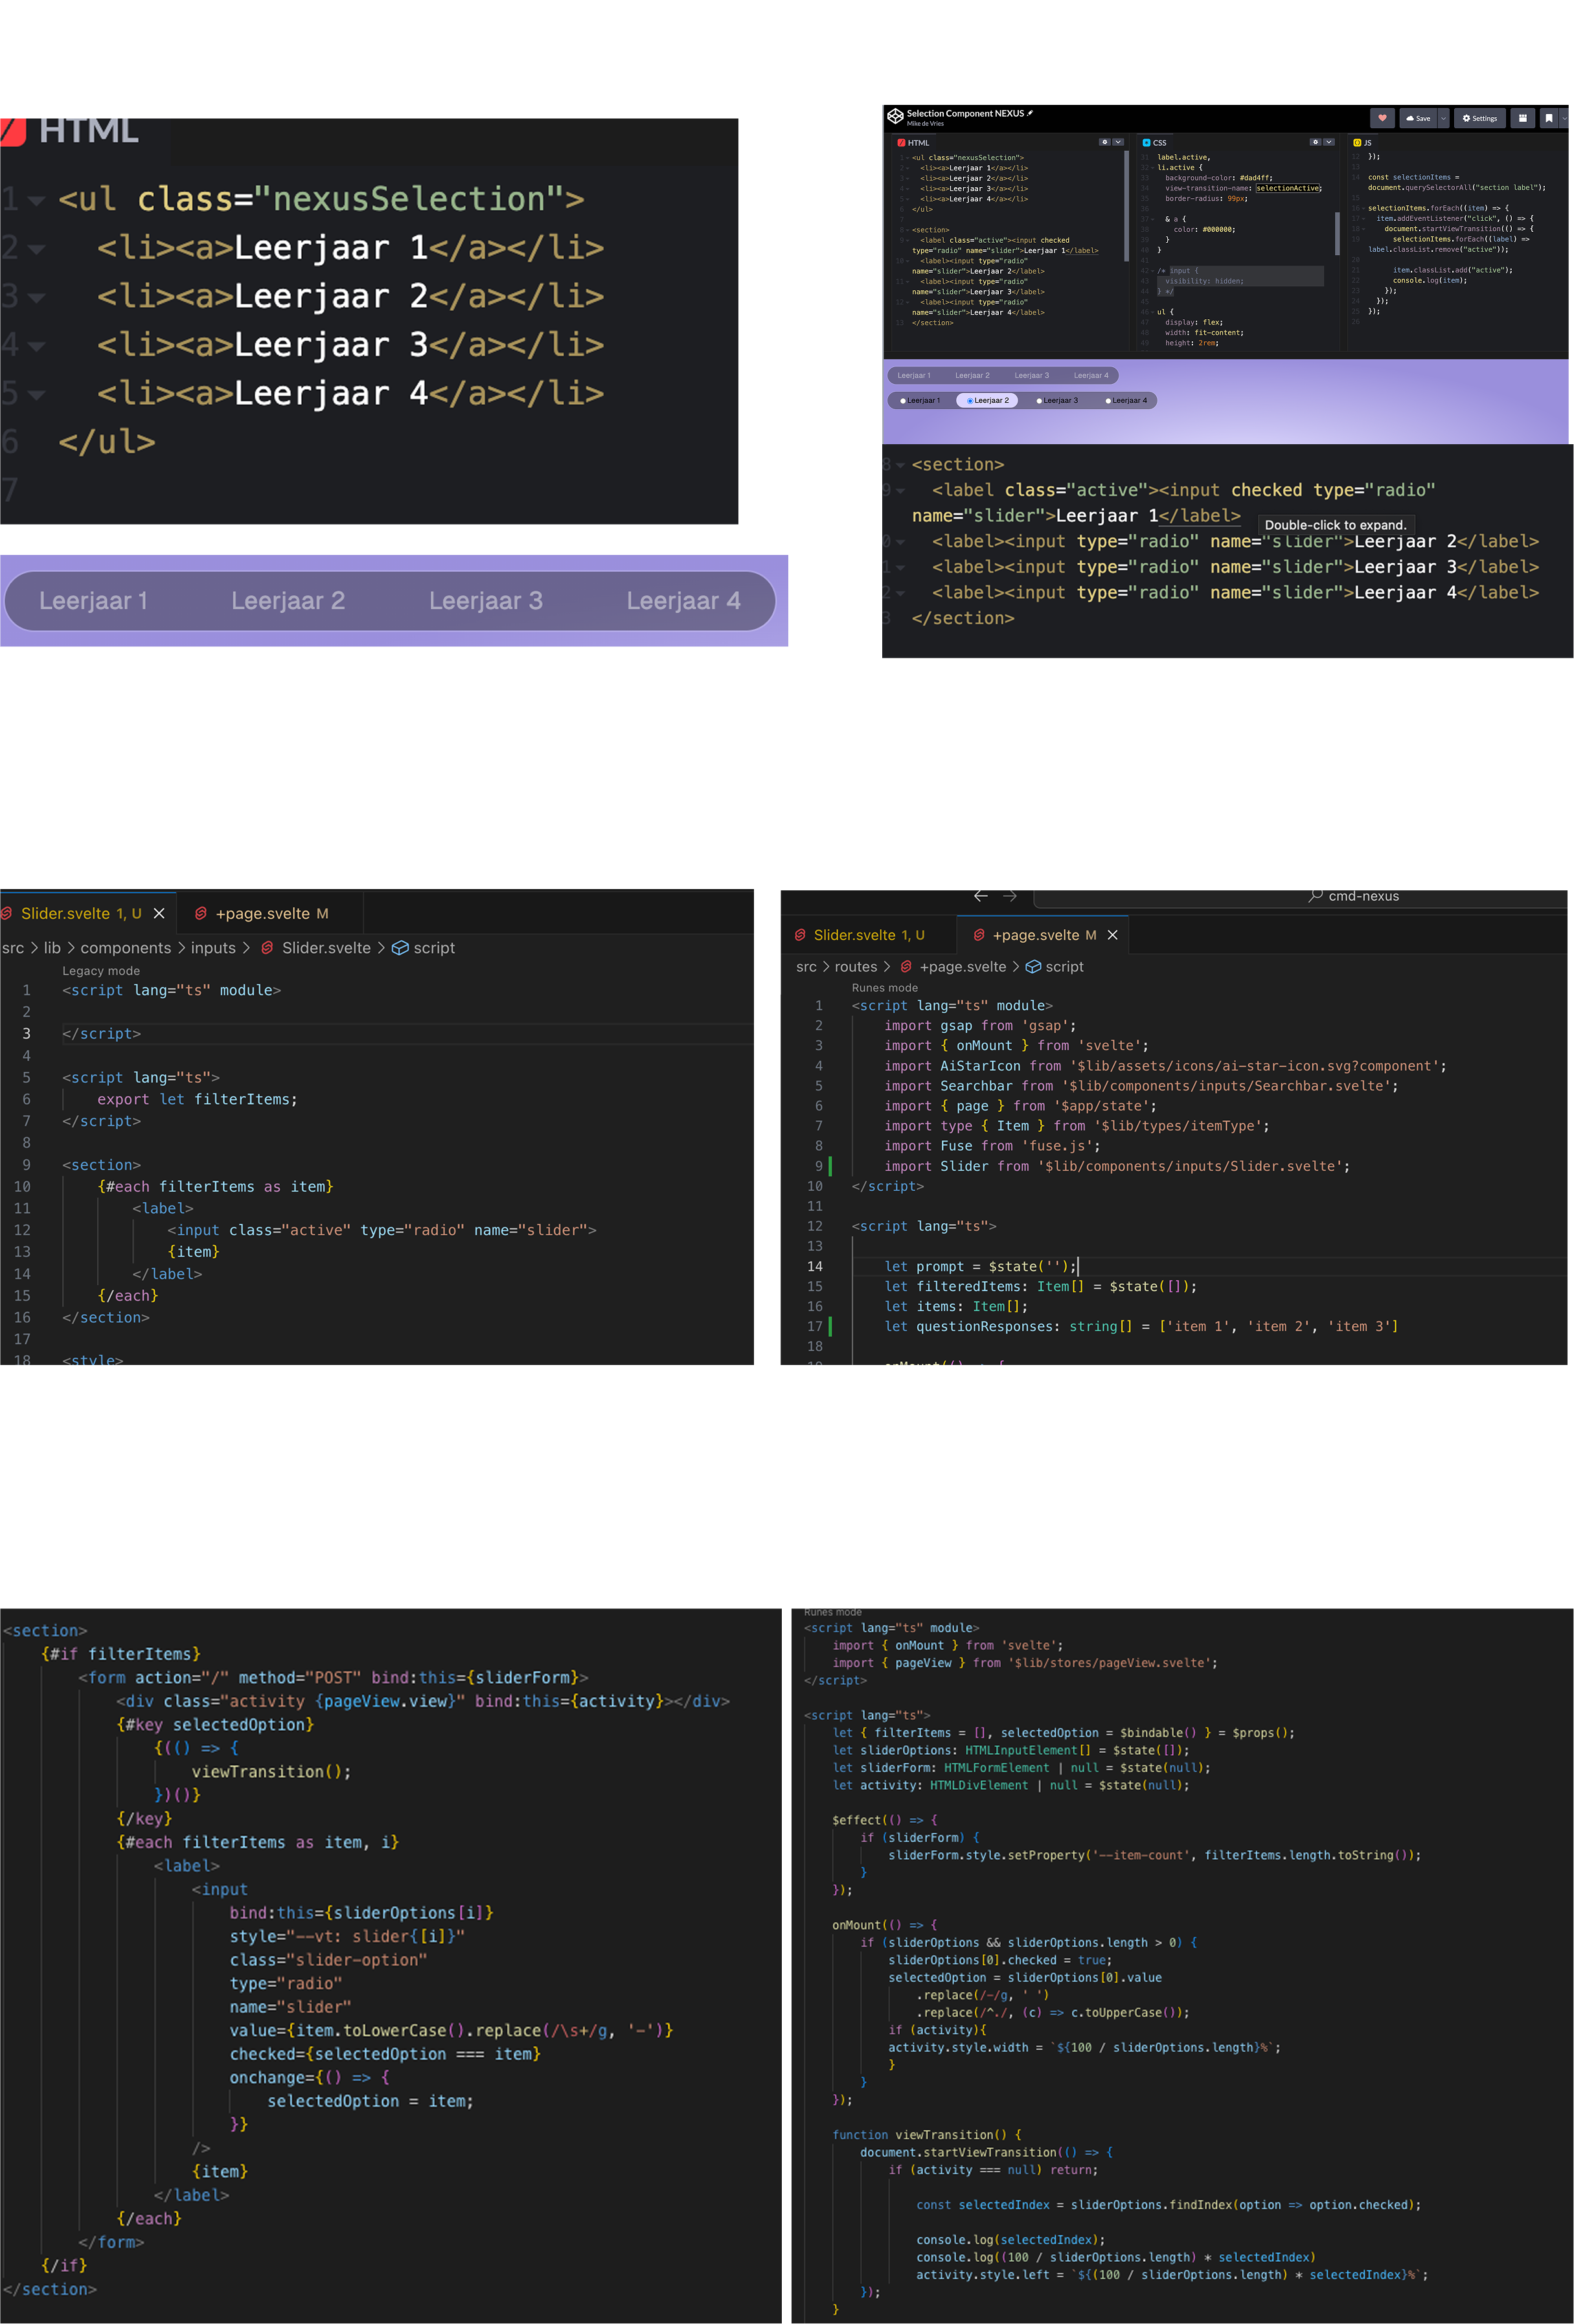 HTML
1 <ul class="nexusSelection">
2 <li><a>Leerjaar 1</a></li>
3 <li><a>Leerjaar 2</a></li>
4 <li><a>Leerjaar 3</a></li>
5 <li><a>Leerjaar 4</a></li>
6 </ul>
7
Leerjaar 1 Leerjaar 2 Leerjaar 3 Leerjaar 4
Selection Component NEXUS
Mike de Vries
Save
Settings
HTML
<ul class="nexusSelection">
<li><a>Leerjaar 1</a></li>
<li><a>Leerjaar 2</a></li>
<li><a>Leerjaar 3</a></li>
<li><a>Leerjaar 4</a></li>
</ul>
<section>
<label class="active"><input checked
type="radio" name="slider">Leerjaar 1</label>
<label><input type="radio"
name="slider">Leerjaar 2</label>
<label><input type="radio"
name="slider">Leerjaar 3</label>
<label><input type="radio"
name="slider">Leerjaar 4</label>
</section>
CSS
label.active,
li.active {
background-color: #dad4ff;
view-transition-name: selectionActive;
border-radius: 99px;
& a {
color: #000000;
}
}
/* input {
visibility: hidden;
} */
ul {
display: flex;
width: fit-content;
height: 2rem;
JS
});
const selectionItems =
document.querySelectorAll("section label");
selectionItems.forEach((item) => {
item.addEventListener("click", () => {
document.startViewTransition(() => {
selectionItems.forEach((label) =>
label.classList.remove("active"));
item.classList.add("active");
console.log(item);
});
});
});
Leerjaar 1 Leerjaar 2 Leerjaar 3 Leerjaar 4
Leerjaar 1 Leerjaar 2 Leerjaar 3 Leerjaar 4
<section>
<label class="active"><input checked type="radio"
name="slider">Leerjaar 1</label>
Double-click to expand.
<label><input type="radio" name="slider">Leerjaar 2</label>
<label><input type="radio" name="slider">Leerjaar 3</label>
<label><input type="radio" name="slider">Leerjaar 4</label>
</section>
Slider.svelte 1, U +page.svelte M
src > lib > components > inputs > Slider.svelte > script
Legacy mode
1 <script lang="ts" module>
2
3 </script>
4
5 <script lang="ts">
6 export let filterItems;
7 </script>
8
9 <section>
10 {#each filterItems as item}
11 <label>
12 <input class="active" type="radio" name="slider">
13 {item}
14 </label>
15 {/each}
16 </section>
17
18 <style>
cmd-nexus
Slider.svelte 1, U +page.svelte M
src > routes > +page.svelte > script
Runes mode
1 <script lang="ts" module>
2 import gsap from 'gsap';
3 import { onMount } from 'svelte';
4 import AiStarIcon from '$lib/assets/icons/ai-star-icon.svg?component';
5 import Searchbar from '$lib/components/inputs/Searchbar.svelte';
6 import { page } from '$app/state';
7 import type { Item } from '$lib/types/itemType';
8 import Fuse from 'fuse.js';
9 import Slider from '$lib/components/inputs/Slider.svelte';
10 </script>
11
12 <script lang="ts">
13
14 let prompt = $state('');
15 let filteredItems: Item[] = $state([]);
16 let items: Item[];
17 let questionResponses: string[] = ['item 1', 'item 2', 'item 3']
18
<section>
{#if filterItems}
<form action="/" method="POST" bind:this={sliderForm}>
<div class="activity {pageView.view}" bind:this={activity}></div>
{#key selectedOption}
{(() => {
viewTransition();
})()}
{/key}
{#each filterItems as item, i}
<label>
<input
bind:this={sliderOptions[i]}
style="--vt: slider{[i]}"
class="slider-option"
type="radio"
name="slider"
value={item.toLowerCase().replace(/\s+/g, '-')}
checked={selectedOption === item}
onchange={() => {
selectedOption = item;
}}
/>
{item}
</label>
{/each}
</form>
{/if}
</section>
Runes mode
<script lang="ts" module>
import { onMount } from 'svelte';
import { pageView } from '$lib/stores/pageView.svelte';
</script>
<script lang="ts">
let { filterItems = [], selectedOption = $bindable() } = $props();
let sliderOptions: HTMLInputElement[] = $state([]);
let sliderForm: HTMLFormElement | null = $state(null);
let activity: HTMLDivElement | null = $state(null);
$effect(() => {
if (sliderForm) {
sliderForm.style.setProperty('--item-count', filterItems.length.toString());
}
});
onMount(() => {
if (sliderOptions && sliderOptions.length > 0) {
sliderOptions[0].checked = true;
selectedOption = sliderOptions[0].value
.replace(/-/g, ' ')
.replace(/^./, (c) => c.toUpperCase());
if (activity){
activity.style.width = `${100 / sliderOptions.length}%`;
}
}
});
function viewTransition() {
document.startViewTransition(() => {
if (activity === null) return;
const selectedIndex = sliderOptions.findIndex(option => option.checked);
console.log(selectedIndex);
console.log((100 / sliderOptions.length) * selectedIndex)
activity.style.left = `${(100 / sliderOptions.length) * selectedIndex}%`;
});
}